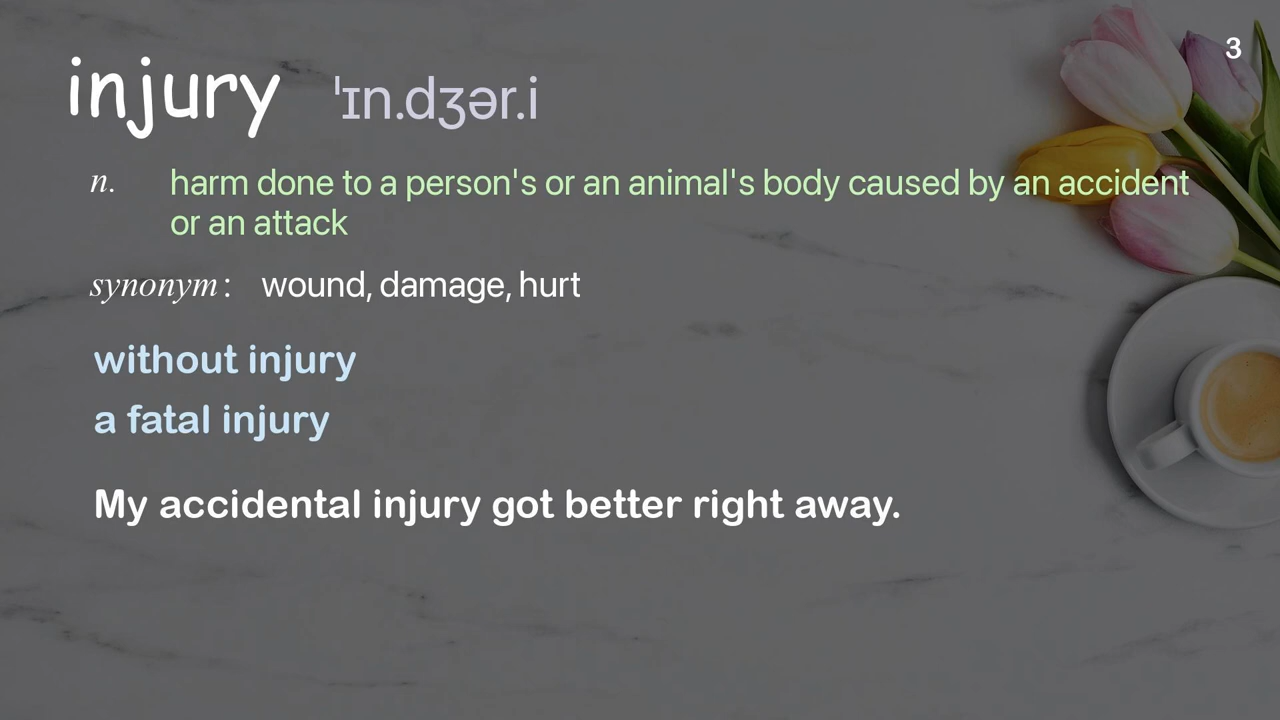 3
injury ˈɪn.dʒər.i
n. harm done to a person's or an animal's body caused by an accident
or an attack
synonym: wound, damage, hurt
without injury
a fatal injury
My accidental injury got better right away.